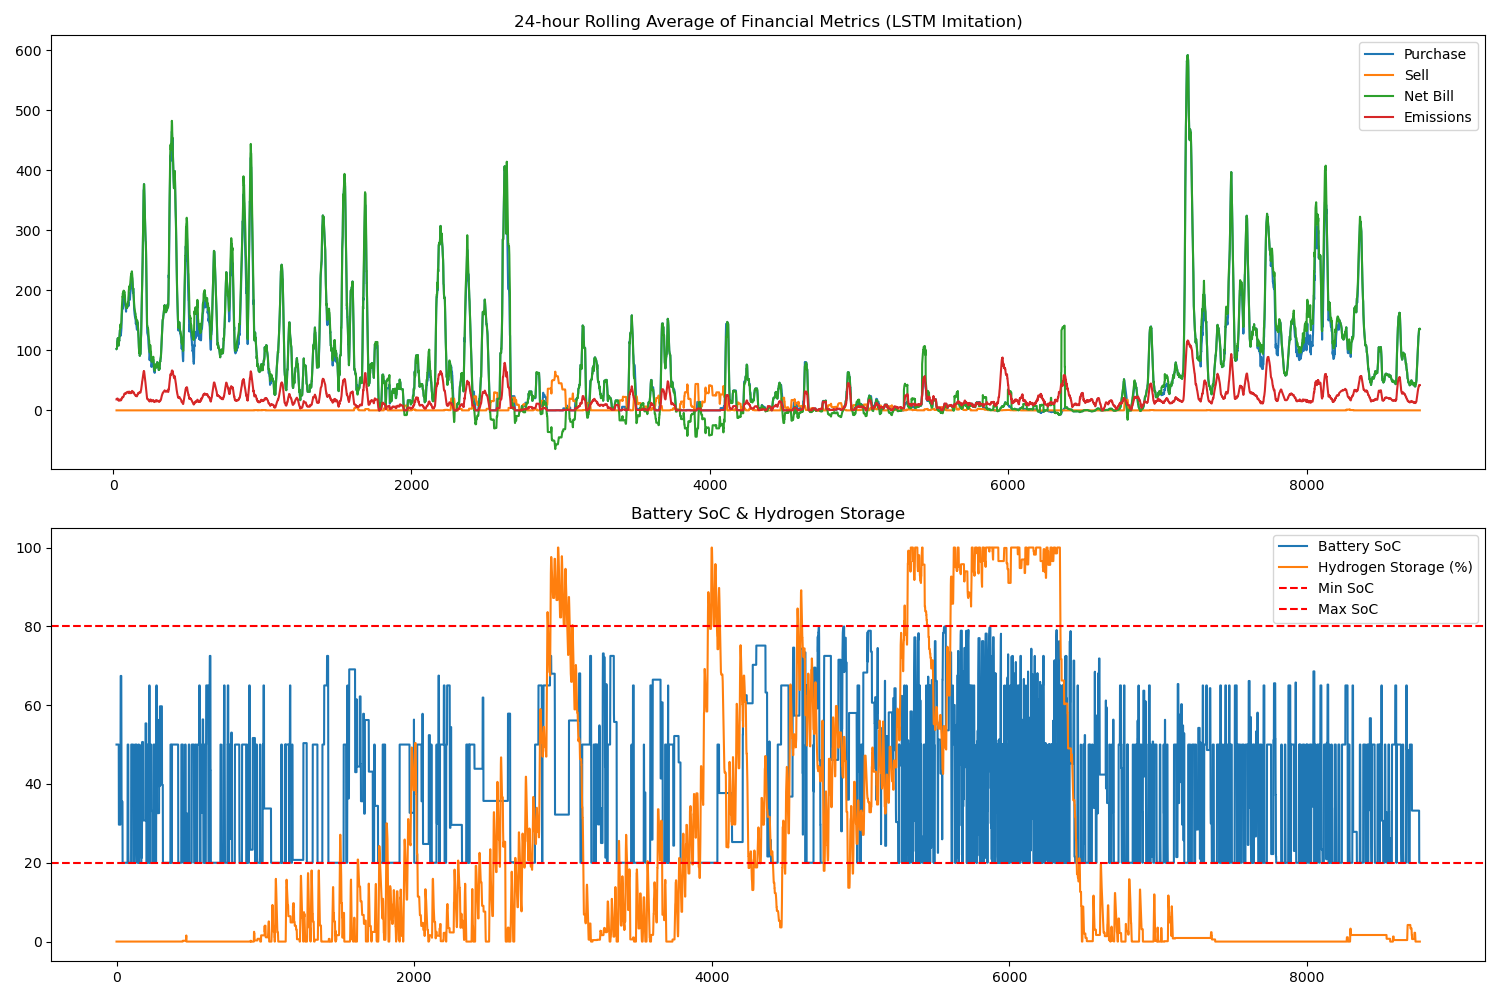 24-hour Rolling Average of Financial Metrics (LSTM Imitation)
600
500
400
300
200
100
0
Purchase
Sell
Net Bill
Emissions
0 2000 4000 6000 8000
Battery SoC & Hydrogen Storage
100
80
60
40
20
0
Battery SoC
Hydrogen Storage (%)
Min SoC
Max SoC
0 2000 4000 6000 8000